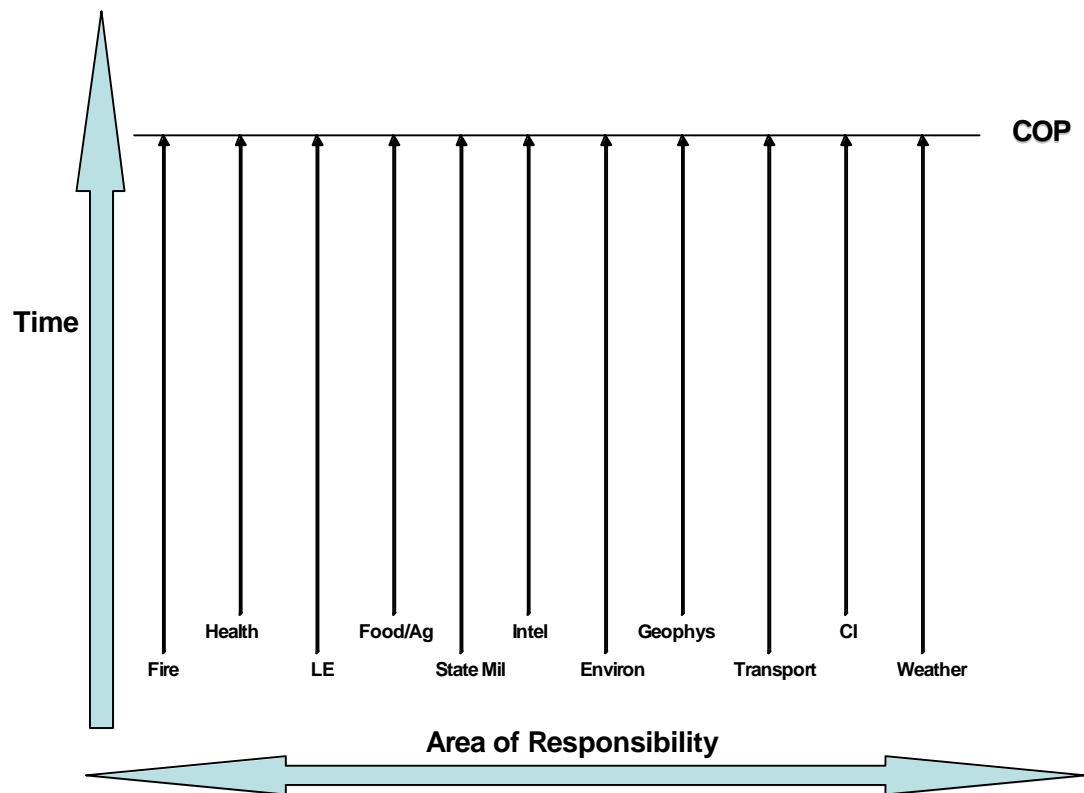 COP
Time
Health
Food/Ag
Intel
Geophys
CI
Fire
LE
State Mil
Environ
Transport
Weather
Area of Responsibility